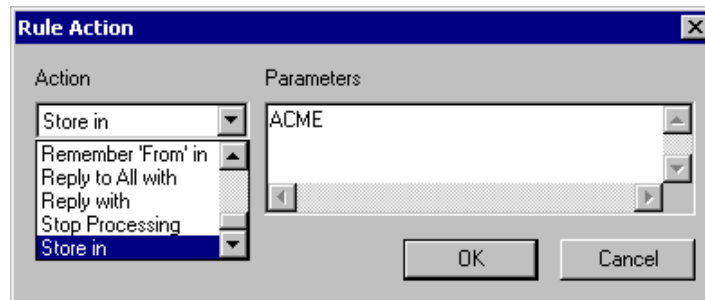 Rule Action
Action
Parameters
Store in
ACME
Remember 'From' in
Reply to All with
Reply with
Stop Processing
Store in
OK
Cancel